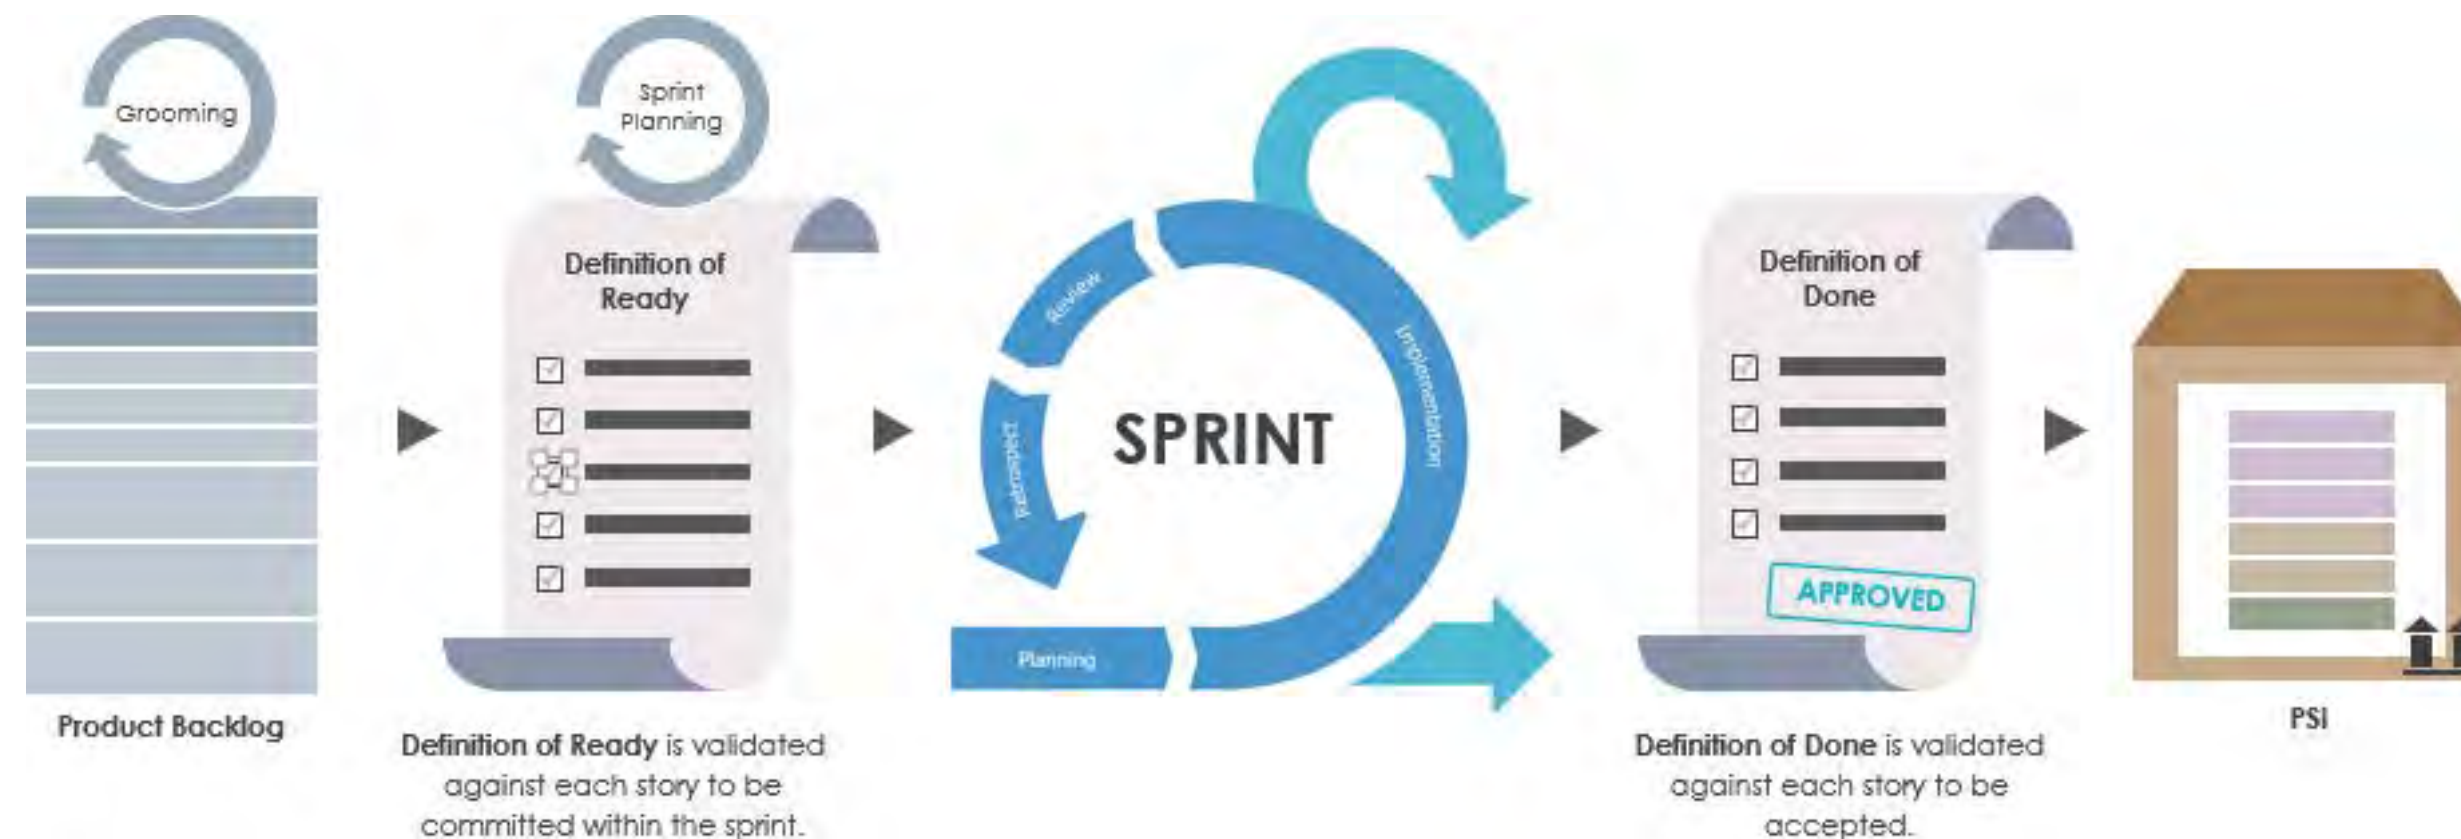 Grooming
Product Backlog
Sprint
Planning
Definition of
Ready
Definition of Ready is validated
against each story to be
committed within the sprint.
SPRINT
Planning
Implementation
Review
Retrospect
Definition of
Done
APPROVED
Definition of Done is validated
against each story to be
accepted.
PSI